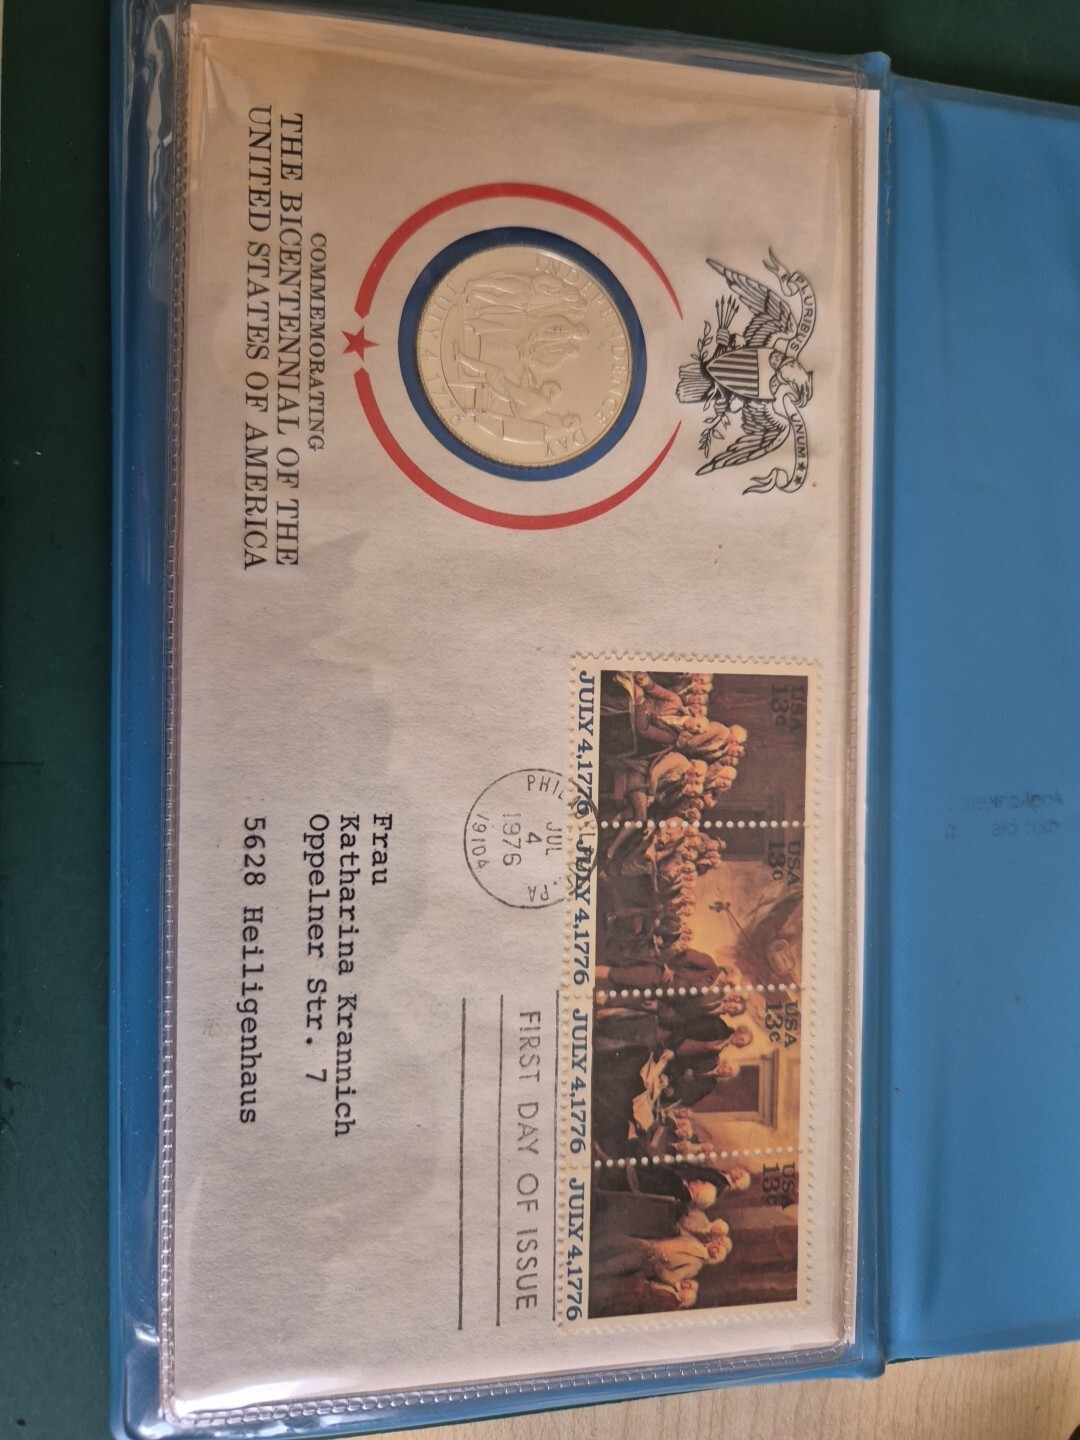 COMMEMORATING
THE BICENTENNIAL OF THE
UNITED STATES OF AMERICA
PLURIBUS UNUM
INDEPENDENCE DAY
JULY 4 1776
USA
13c
USA
13c
USA
13c
USA
13c
JULY 4,1776
JULY 4,1776
JULY 4,1776
JULY 4,1776
JUL
4
1976
PA
19104
FIRST DAY OF ISSUE
Frau
Katharina Krannich
Oppelner Str. 7
5628 Heiligenhaus